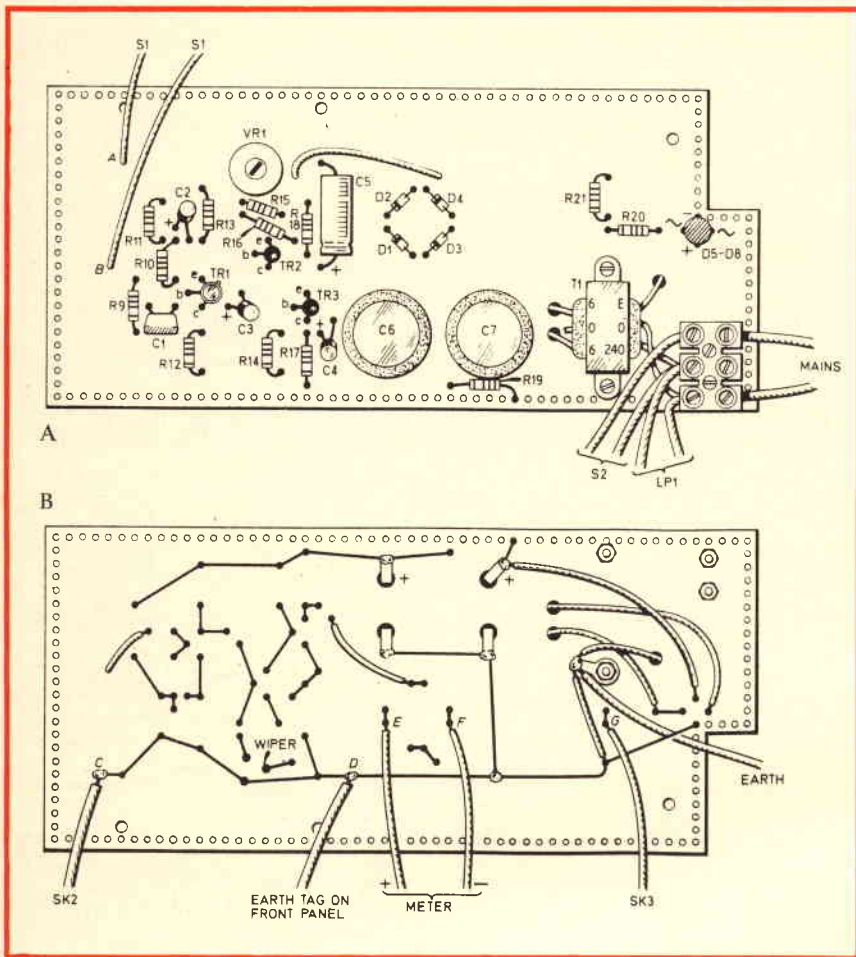 S1 S1
VR1
A
C5
C2
R15
D2 D4
R21
R11
R13
R16
R18
R20
- ~
~
+ D5-D8
B
R10
e
b TR2
c
D1 D3
e
TR1
b
c
T1
R9
+ C3
e
b TR3
c
+
6 E
0 0
6 240
C1
C6 C7
R12
R14
R17
+
C4
R19
MAINS
A
S2 LP1
B
+ +
C
WIPER
D
E F
G
EARTH
SK2
EARTH TAG ON
FRONT PANEL
+ -
METER
SK3